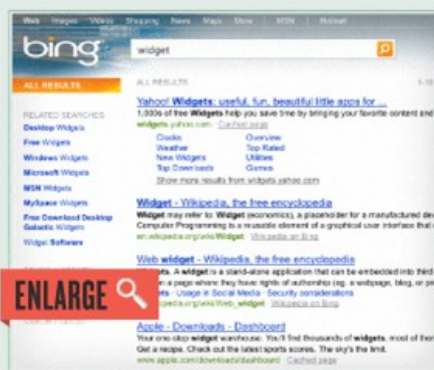 Web Images Videos Shopping News Maps More | MSN | Hotmail
bing
widget
ALL RESULTS
ALL RESULTS
RELATED SEARCHES
Desktop Widgets
Free Widgets
Windows Widgets
Microsoft Widgets
MSN Widgets
MySpace Widgets
Free Download Desktop
Galactic Widgets
Widget Software
Yahoo! Widgets: useful, fun, beautiful little apps for ...
1,000s of free Widgets help you save time by bringing your favorite content and
widgets.yahoo.com Cached page
Clocks Overview
Weather Top Rated
New Widgets Utilities
Top Downloads Games
Show more results from widgets.yahoo.com
Widget - Wikipedia, the free encyclopedia
Widget may refer to: Widget (economics), a placeholder for a manufactured de
Computer Programming is a reusable element of a graphical user interface that
en.wikipedia.org/wiki/Widget Wikipedia on Bing
Web widget - Wikipedia, the free encyclopedia
ets. A widget is a stand-alone application that can be embedded into third
on a page where they have rights of authorship (eg. a webpage, blog, or pr
ets Usage in Social Media Security considerations
pedia.org/wiki/Web_widget Wikipedia on Bing
ENLARGE
Apple - Downloads - Dashboard
Your one-stop widget warehouse. You'll find thousands of widgets, most of ther
Get a recipe. Check out the latest sports scores. The sky's the limit.
www.apple.com/downloads/dashboard Cached page